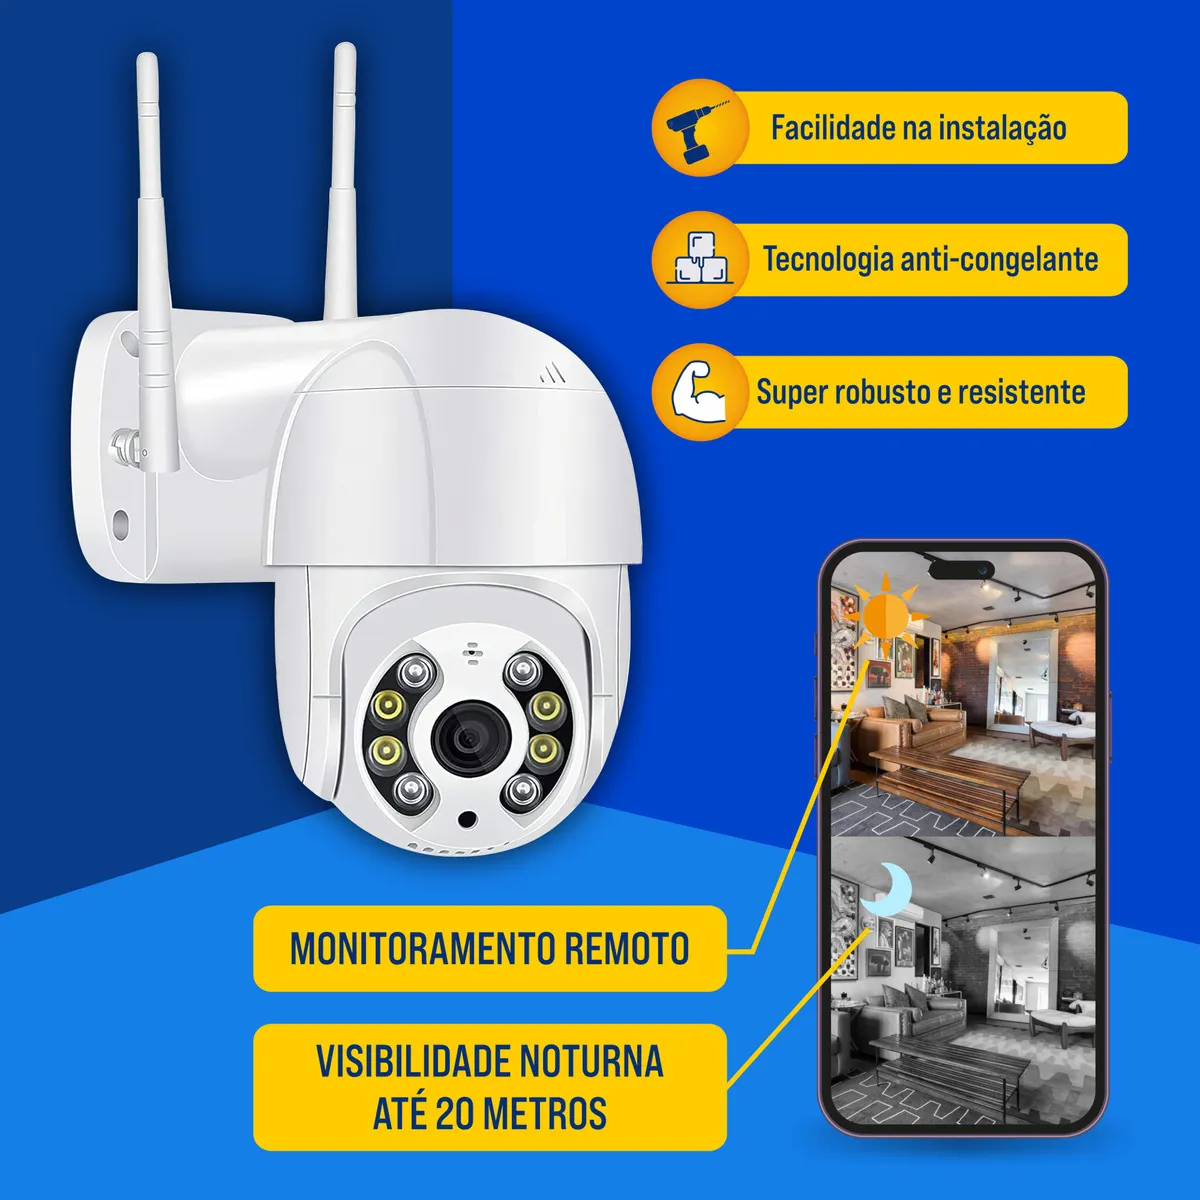 Facilidade na instalação
Tecnologia anti-congelante
Super robusto e resistente
MONITORAMENTO REMOTO
VISIBILIDADE NOTURNA
ATÉ 20 METROS